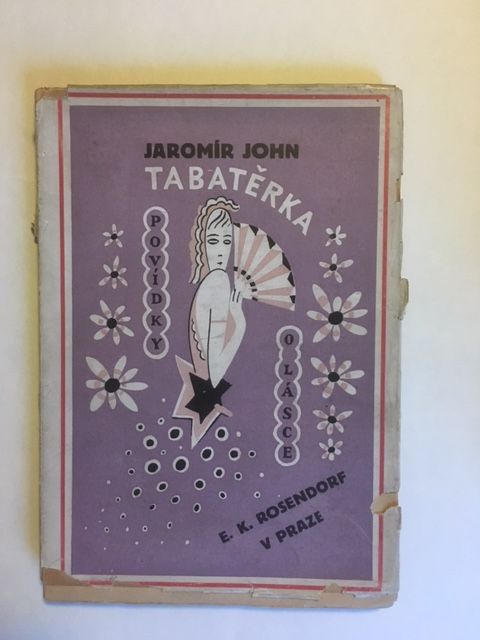 JAROMÍR JOHN
TABATĚRKA
POVÍDKY
O LÁSCE
E. K. ROSENDORF
V PRAZE